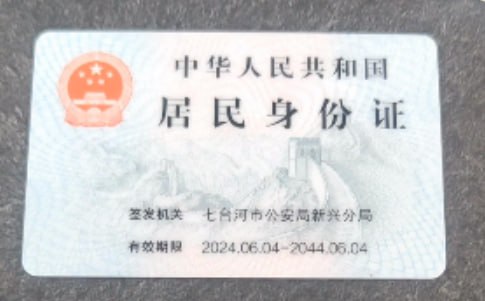 中华人民共和国
居民身份证
签发机关 七台河市公安局新兴分局
有效期限 2024.06.04-2044.06.04